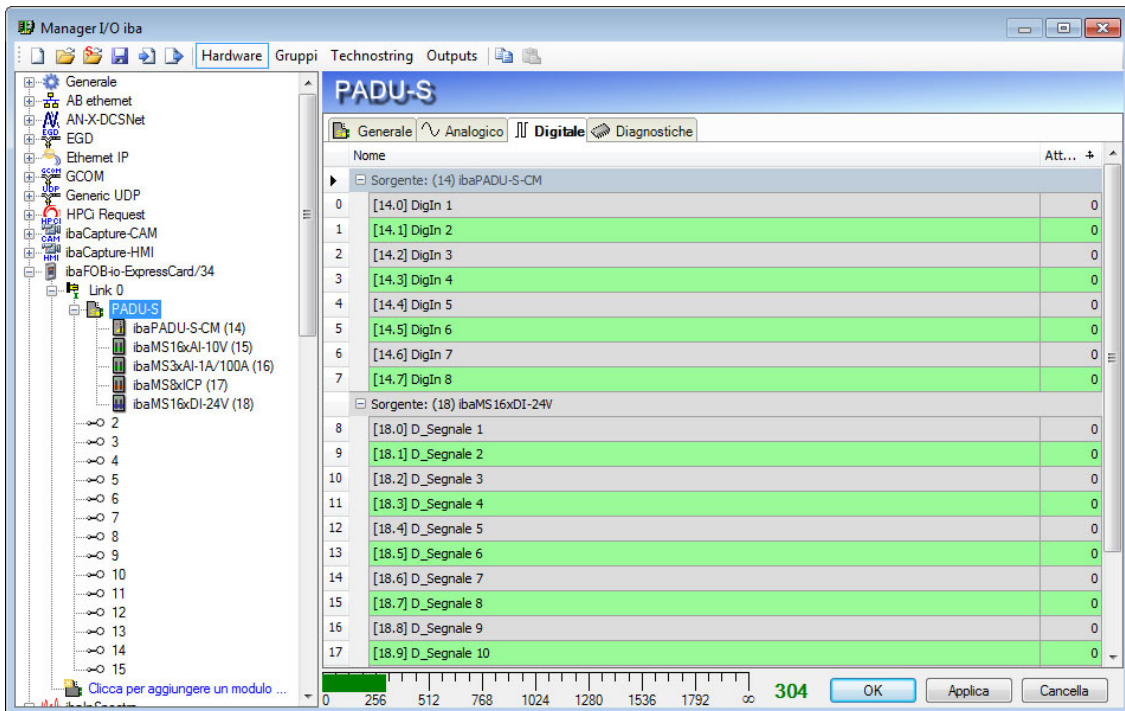 Manager I/O iba
Hardware Gruppi Technostring Outputs
Generale
AB ethernet
AN-X-DCSNet
EGD
Ethernet IP
GCOM
Generic UDP
HPCi Request
ibaCapture-CAM
ibaCapture-HMI
ibaFOB-io-ExpressCard/34
Link 0
PADU-S
ibaPADU-S-CM (14)
ibaMS16xAI-10V (15)
ibaMS3xAI-1A/100A (16)
ibaMS8xICP (17)
ibaMS16xDI-24V (18)
2
3
4
5
6
7
8
9
10
11
12
13
14
15
Clicca per aggiungere un modulo ...
PADU-S
Generale Analogico Digitale Diagnostiche
Nome Att...
Sorgente: (14) ibaPADU-S-CM
0 [14.0] DigIn 1 0
1 [14.1] DigIn 2 0
2 [14.2] DigIn 3 0
3 [14.3] DigIn 4 0
4 [14.4] DigIn 5 0
5 [14.5] DigIn 6 0
6 [14.6] DigIn 7 0
7 [14.7] DigIn 8 0
Sorgente: (18) ibaMS16xDI-24V
8 [18.0] D_Segnale 1 0
9 [18.1] D_Segnale 2 0
10 [18.2] D_Segnale 3 0
11 [18.3] D_Segnale 4 0
12 [18.4] D_Segnale 5 0
13 [18.5] D_Segnale 6 0
14 [18.6] D_Segnale 7 0
15 [18.7] D_Segnale 8 0
16 [18.8] D_Segnale 9 0
17 [18.9] D_Segnale 10 0
0 256 512 768 1024 1280 1536 1792 ∞ 304 OK Applica Cancella